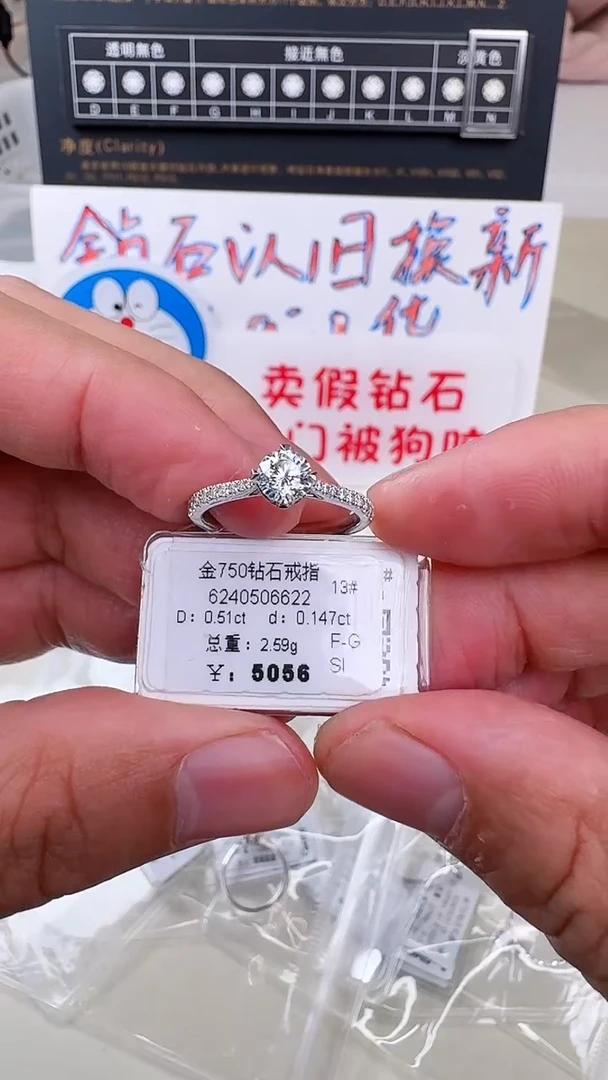 透明無色 接近無色 淡黄色
D E F G H I J K L M N
净度(Clarity)
钻石以旧换新
卖假钻石
们被狗咬
金750钻石戒指
13#
6240506622
D: 0.51ct d: 0.147ct
总重: 2.59g F-G
¥: 5056 SI